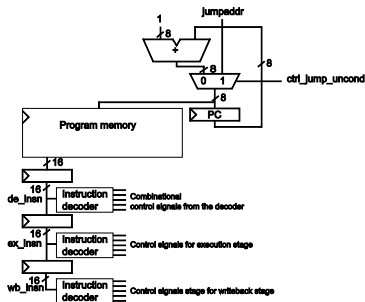 jumpaddr
1
8
+
8
8
0 1
ctrl_jump_uncond
8
PC
Program memory
16
16
de_insn
Instruction
decoder
Combinational
control signals from the decoder
16
ex_insn
Instruction
decoder
Control signals for execution stage
16
wb_insn
Instruction
decoder
Control signals stage for writeback stage